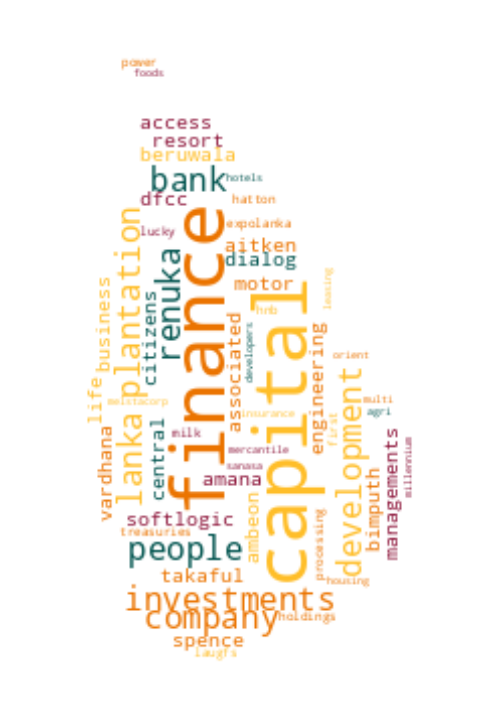 power
foods
access
resort
beruwala
bank
hotels
dfcc
hatton
lucky
expolanka
aitken
dialog
finance
plantation
renuka
motor
capital
leasing
hnb
business
citizens
associated
developers
engineering
orient
life
meistacorp
insurance
first
multi
agri
development
lanka
central
milk
mercantile
sanasa
amana
vardhana
managements
millennium
bimputh
ambeon
softlogic
treasuries
processing
people
takaful
housing
investments
company
holdings
spence
laugfs